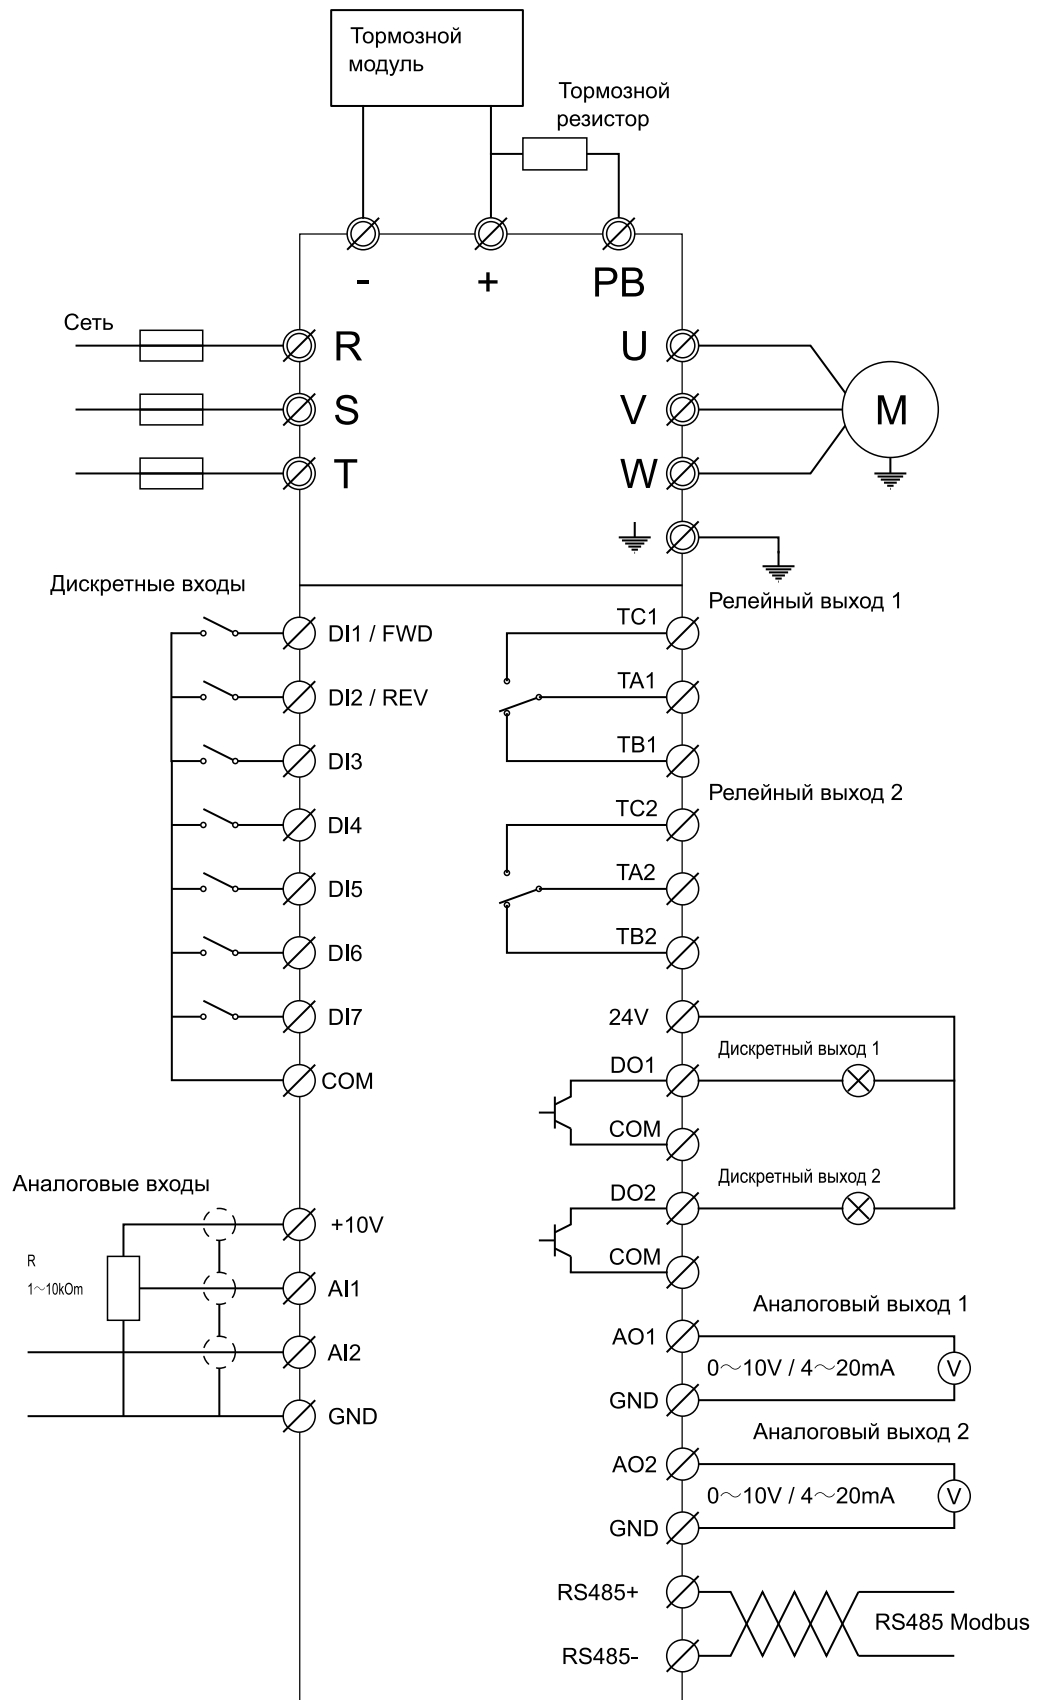 Тормозной
модуль
Тормозной
резистор
- + PB
Сеть
R U
S V M
T W
Дискретные входы
Релейный выход 1
DI1 / FWD TC1
DI2 / REV TA1
DI3 TB1
Релейный выход 2
DI4 TC2
DI5 TA2
DI6 TB2
DI7 24V
Дискретный выход 1
COM DO1
COM
Аналоговые входы
Дискретный выход 2
+10V DO2
R
COM
1～10kOm
AI1
Аналоговый выход 1
AI2 AO1
0～10V / 4～20mA V
GND GND
Аналоговый выход 2
AO2
0～10V / 4～20mA V
GND
RS485+
RS485 Modbus
RS485-